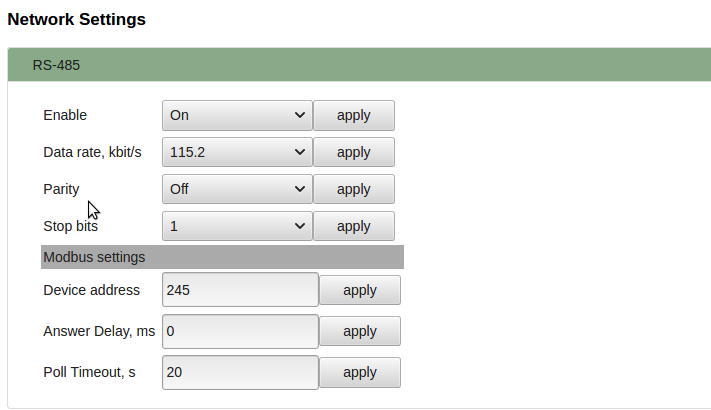 Network Settings
RS-485
Enable On apply
Data rate, kbit/s 115.2 apply
Parity Off apply
Stop bits 1 apply
Modbus settings
Device address 245 apply
Answer Delay, ms 0 apply
Poll Timeout, s 20 apply